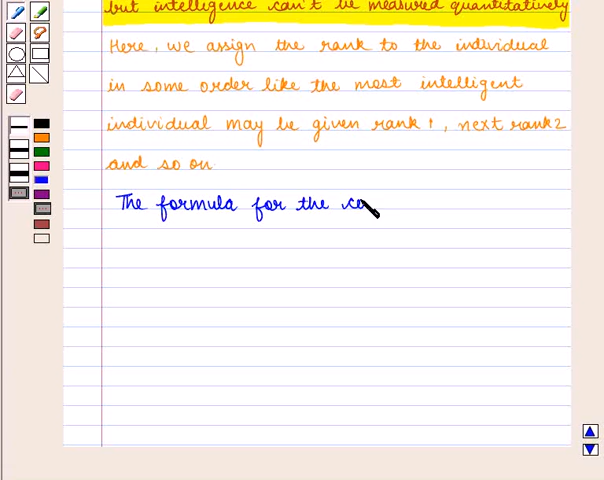 but intelligence can't be measured quantitatively
Here, we assign the rank to the individual
in some order like the most intelligent
individual may be given rank 1, next rank 2
and so on
The formula for the co